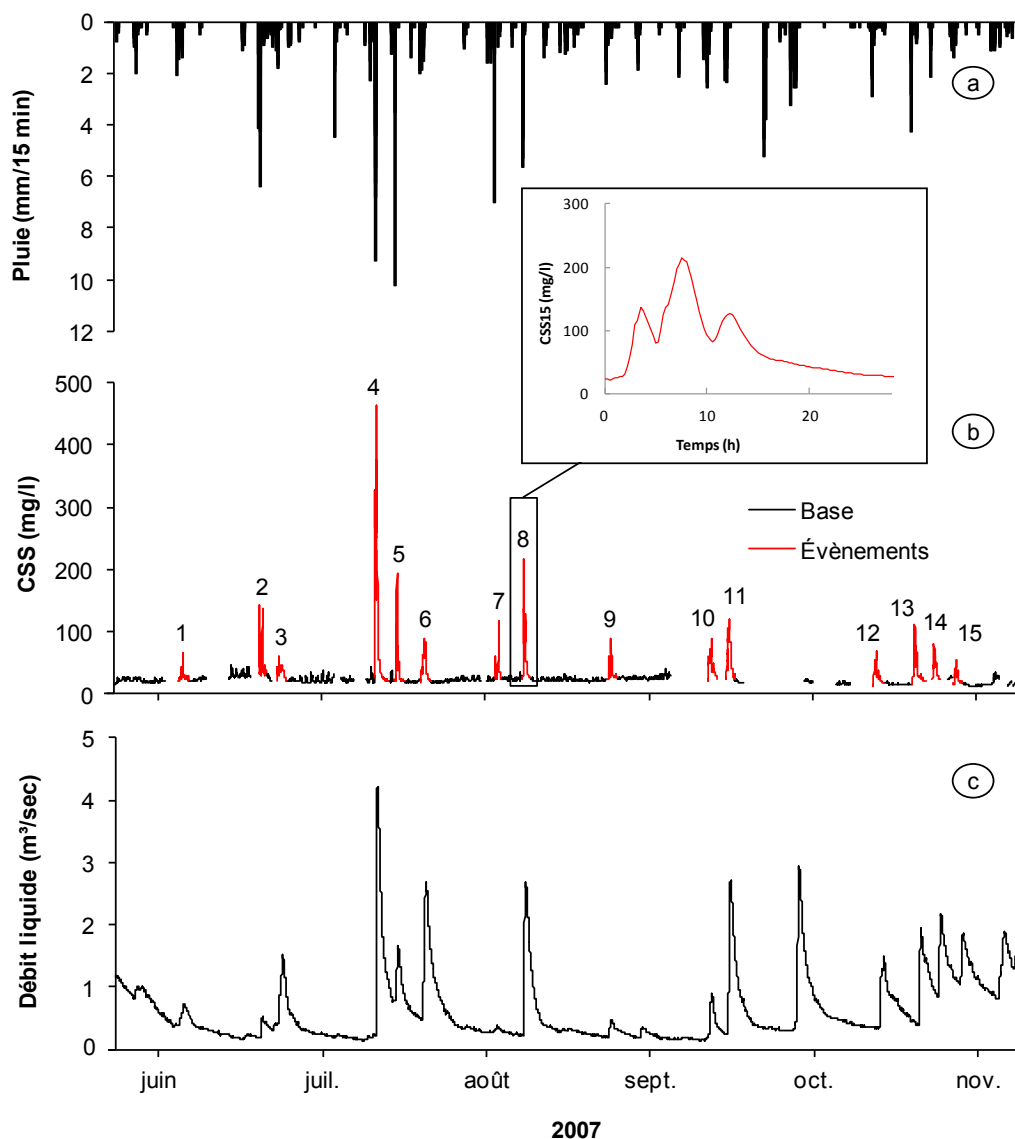 0
2
4
6
8
10
12
Pluie (mm/15 min)
a
300
200
100
0
CSS15 (mg/l)
0 10 20
Temps (h)
500
400
300
200
100
0
CSS (mg/l)
b
1 2 3 4 5 6 7 8 9 10 11 12 13 14 15
Base
Évènements
5
4
3
2
1
0
Débit liquide (m³/sec)
c
juin juil. août sept. oct. nov.
2007